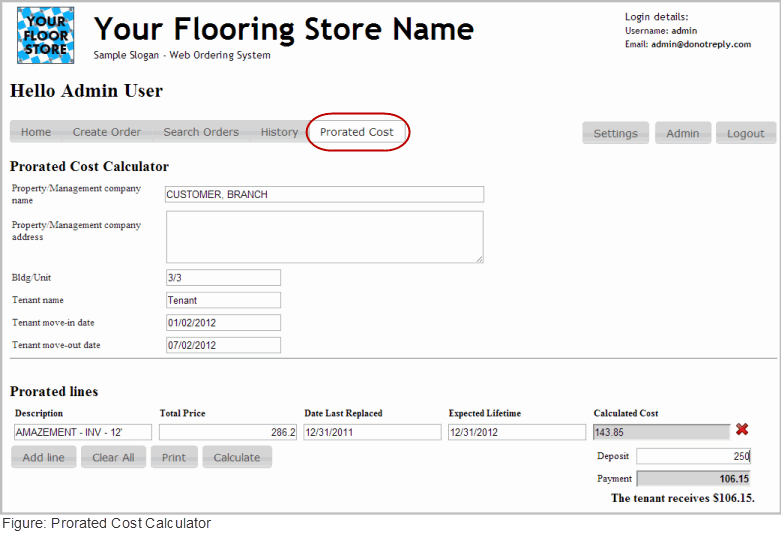 YOUR
FLOOR
STORE
Your Flooring Store Name
Sample Slogan - Web Ordering System
Login details:
Username: admin
Email: admin@donotreply.com
Hello Admin User
Home Create Order Search Orders History Prorated Cost Settings Admin Logout
Prorated Cost Calculator
Property/Management company
name
CUSTOMER, BRANCH
Property/Management company
address
Bldg/Unit 3/3
Tenant name Tenant
Tenant move-in date 01/02/2012
Tenant move-out date 07/02/2012
Prorated lines
Description Total Price Date Last Replaced Expected Lifetime Calculated Cost
AMAZEMENT - INV - 12' 286.2 12/31/2011 12/31/2012 143.85
Add line Clear All Print Calculate
Deposit 250
Payment 106.15
The tenant receives $106.15.
Figure: Prorated Cost Calculator